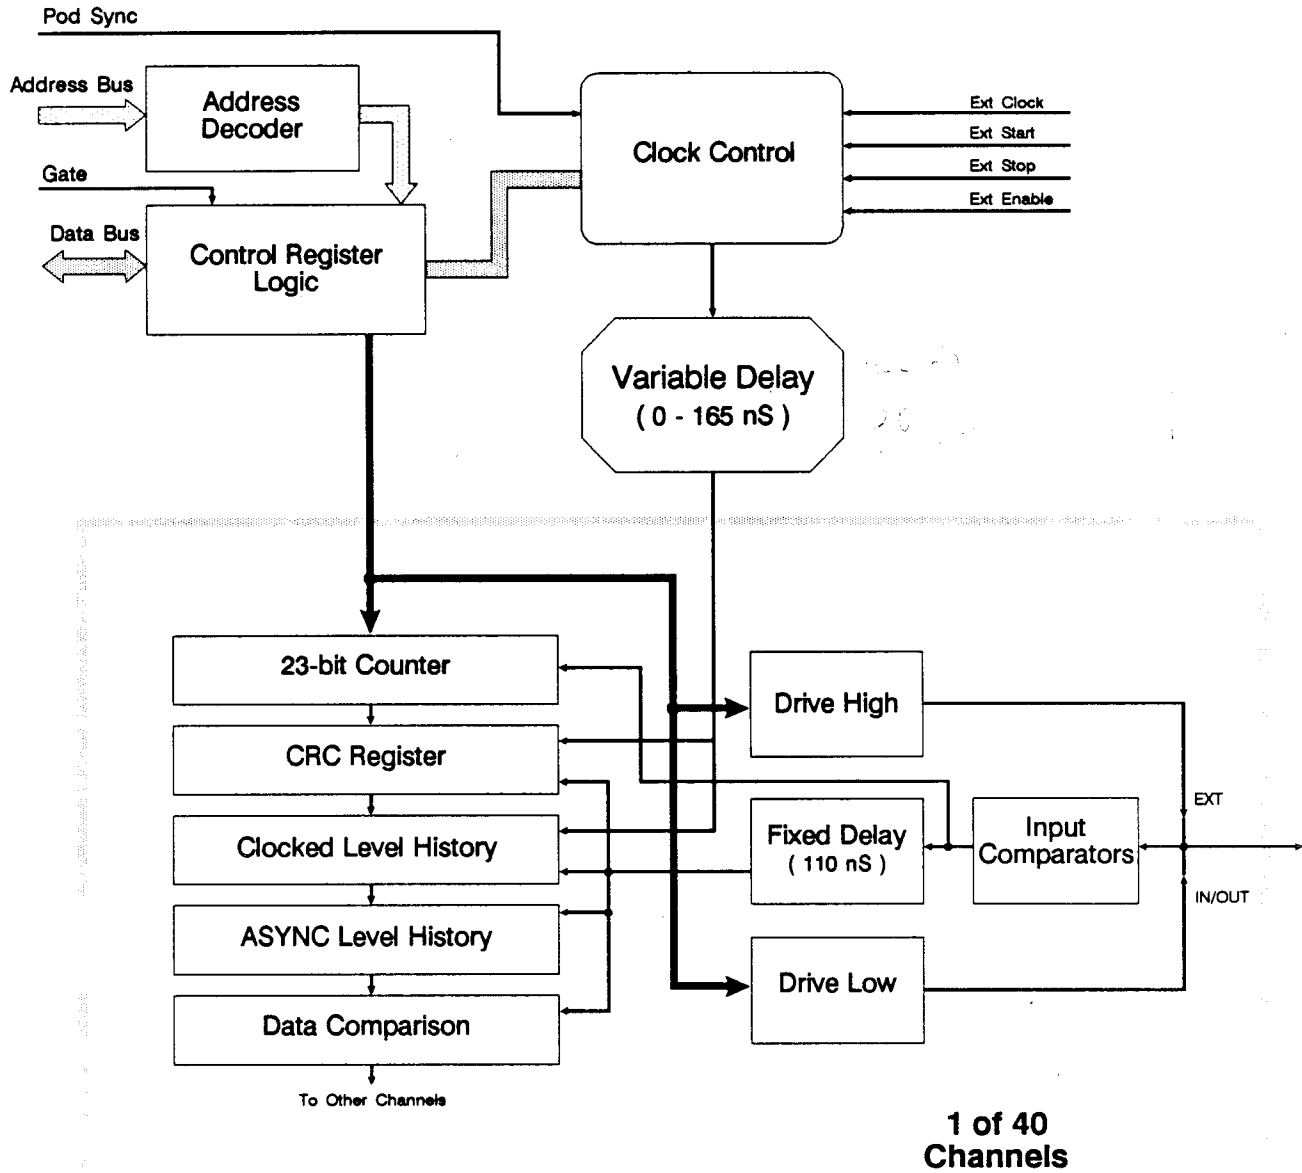 Pod Sync
Address Bus
Address
Decoder
Ext Clock
Ext Start
Clock Control
Ext Stop
Gate
Ext Enable
Data Bus
Control Register
Logic
Variable Delay
( 0 - 165 nS )
23-bit Counter
Drive High
CRC Register
EXT
Clocked Level History
Fixed Delay
( 110 nS )
Input
Comparators
IN/OUT
ASYNC Level History
Drive Low
Data Comparison
To Other Channels
1 of 40
Channels